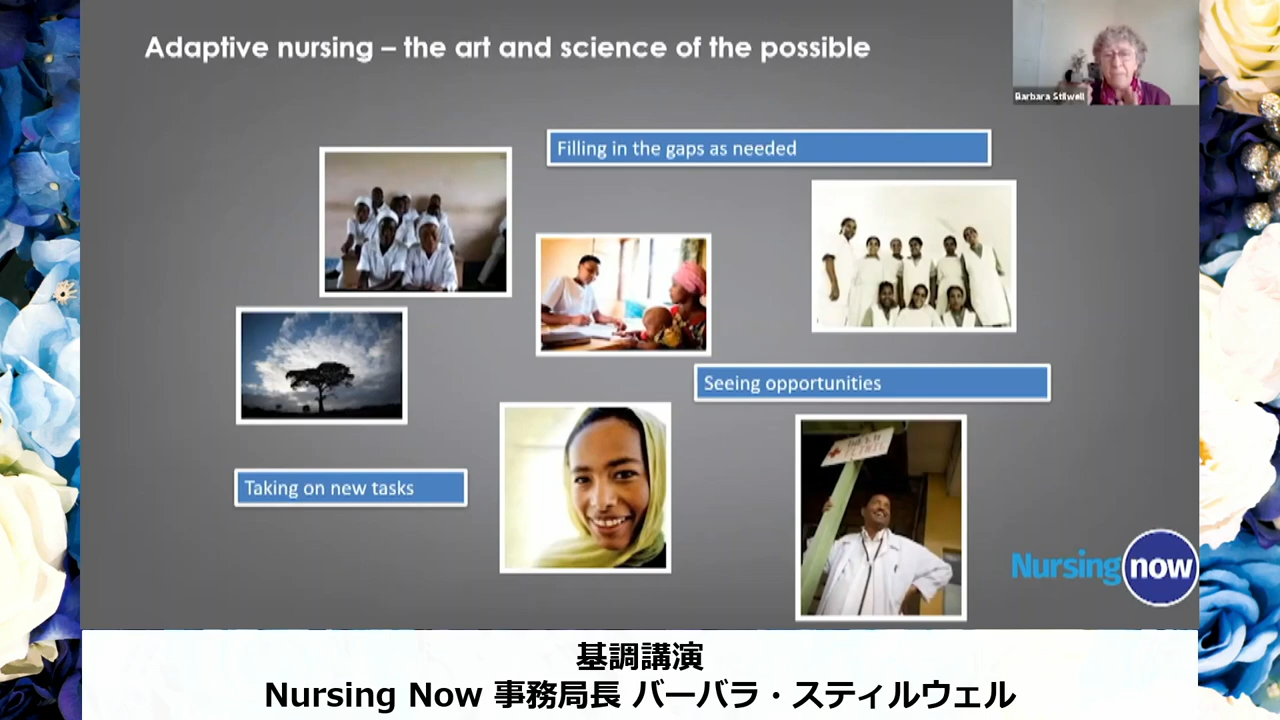 Adaptive nursing – the art and science of the possible
Barbara Stilwell
Filling in the gaps as needed
Seeing opportunities
Taking on new tasks
Nursing now
基調講演
Nursing Now 事務局長 バーバラ・スティルウェル